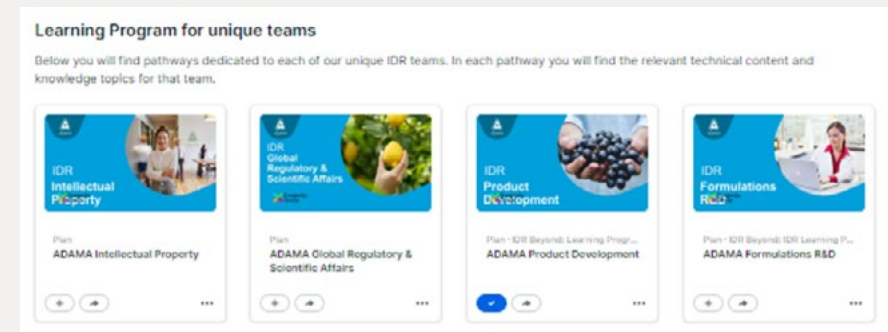 Learning Program for unique teams
Below you will find pathways dedicated to each of our unique IDR teams. In each pathway you will find the relevant technical content and
knowledge topics for that team.
IDR
Intellectual
Property
Plan
ADAMA Intellectual Property
IDR
Global
Regulatory &
Scientific Affairs
Plan
ADAMA Global Regulatory &
Scientific Affairs
IDR
Product
Development
Plan · IDR Beyond: Learning Progr...
ADAMA Product Development
IDR
Formulations
R&D
Plan · IDR Beyond: IDR Learning P...
ADAMA Formulations R&D